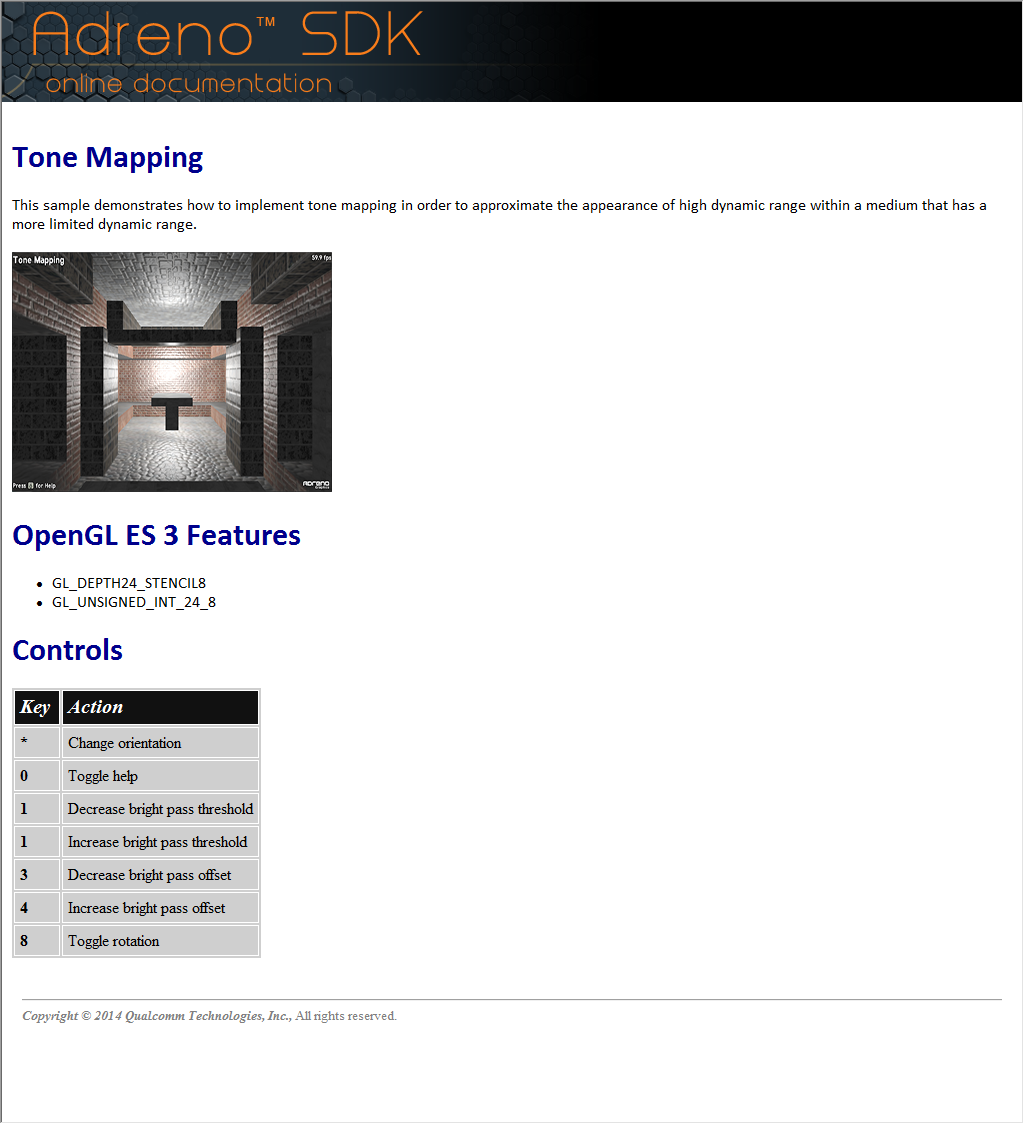 Adreno™ SDK
online documentation
Tone Mapping
This sample demonstrates how to implement tone mapping in order to approximate the appearance of high dynamic range within a medium that has a
more limited dynamic range.
Tone Mapping 59.9 fps
Press 0 for Help Adreno
Graphics
OpenGL ES 3 Features
• GL_DEPTH24_STENCIL8
• GL_UNSIGNED_INT_24_8
Controls
Key Action
* Change orientation
0 Toggle help
1 Decrease bright pass threshold
1 Increase bright pass threshold
3 Decrease bright pass offset
4 Increase bright pass offset
8 Toggle rotation
Copyright © 2014 Qualcomm Technologies, Inc., All rights reserved.